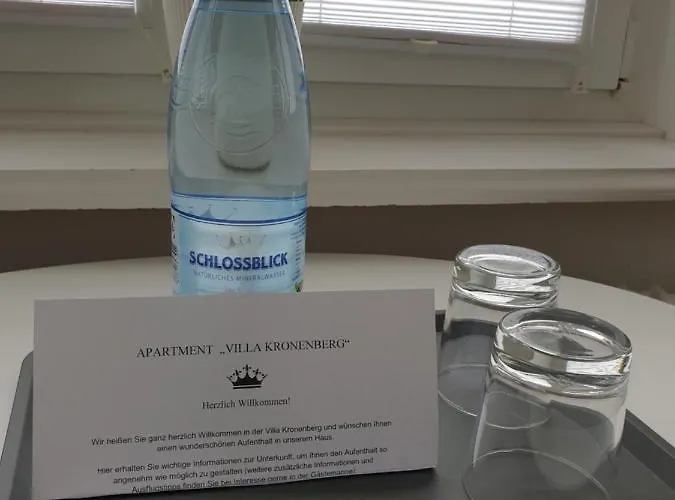 SCHLOSSBLICK
NATÜRLICHES MINERALWASSER
APARTMENT „VILLA KRONENBERG“
Herzlich Willkommen!
Wir heißen Sie ganz herzlich Willkommen in der Villa Kronenberg und wünschen Ihnen
einen wunderschönen Aufenthalt in unserem Haus.
Hier erhalten Sie wichtige Informationen zur Unterkunft, um Ihnen den Aufenthalt so
angenehm wie möglich zu gestalten (weitere zusätzliche Informationen und
Ausflugstipps finden Sie bei Interesse gerne in der Gästemappe)